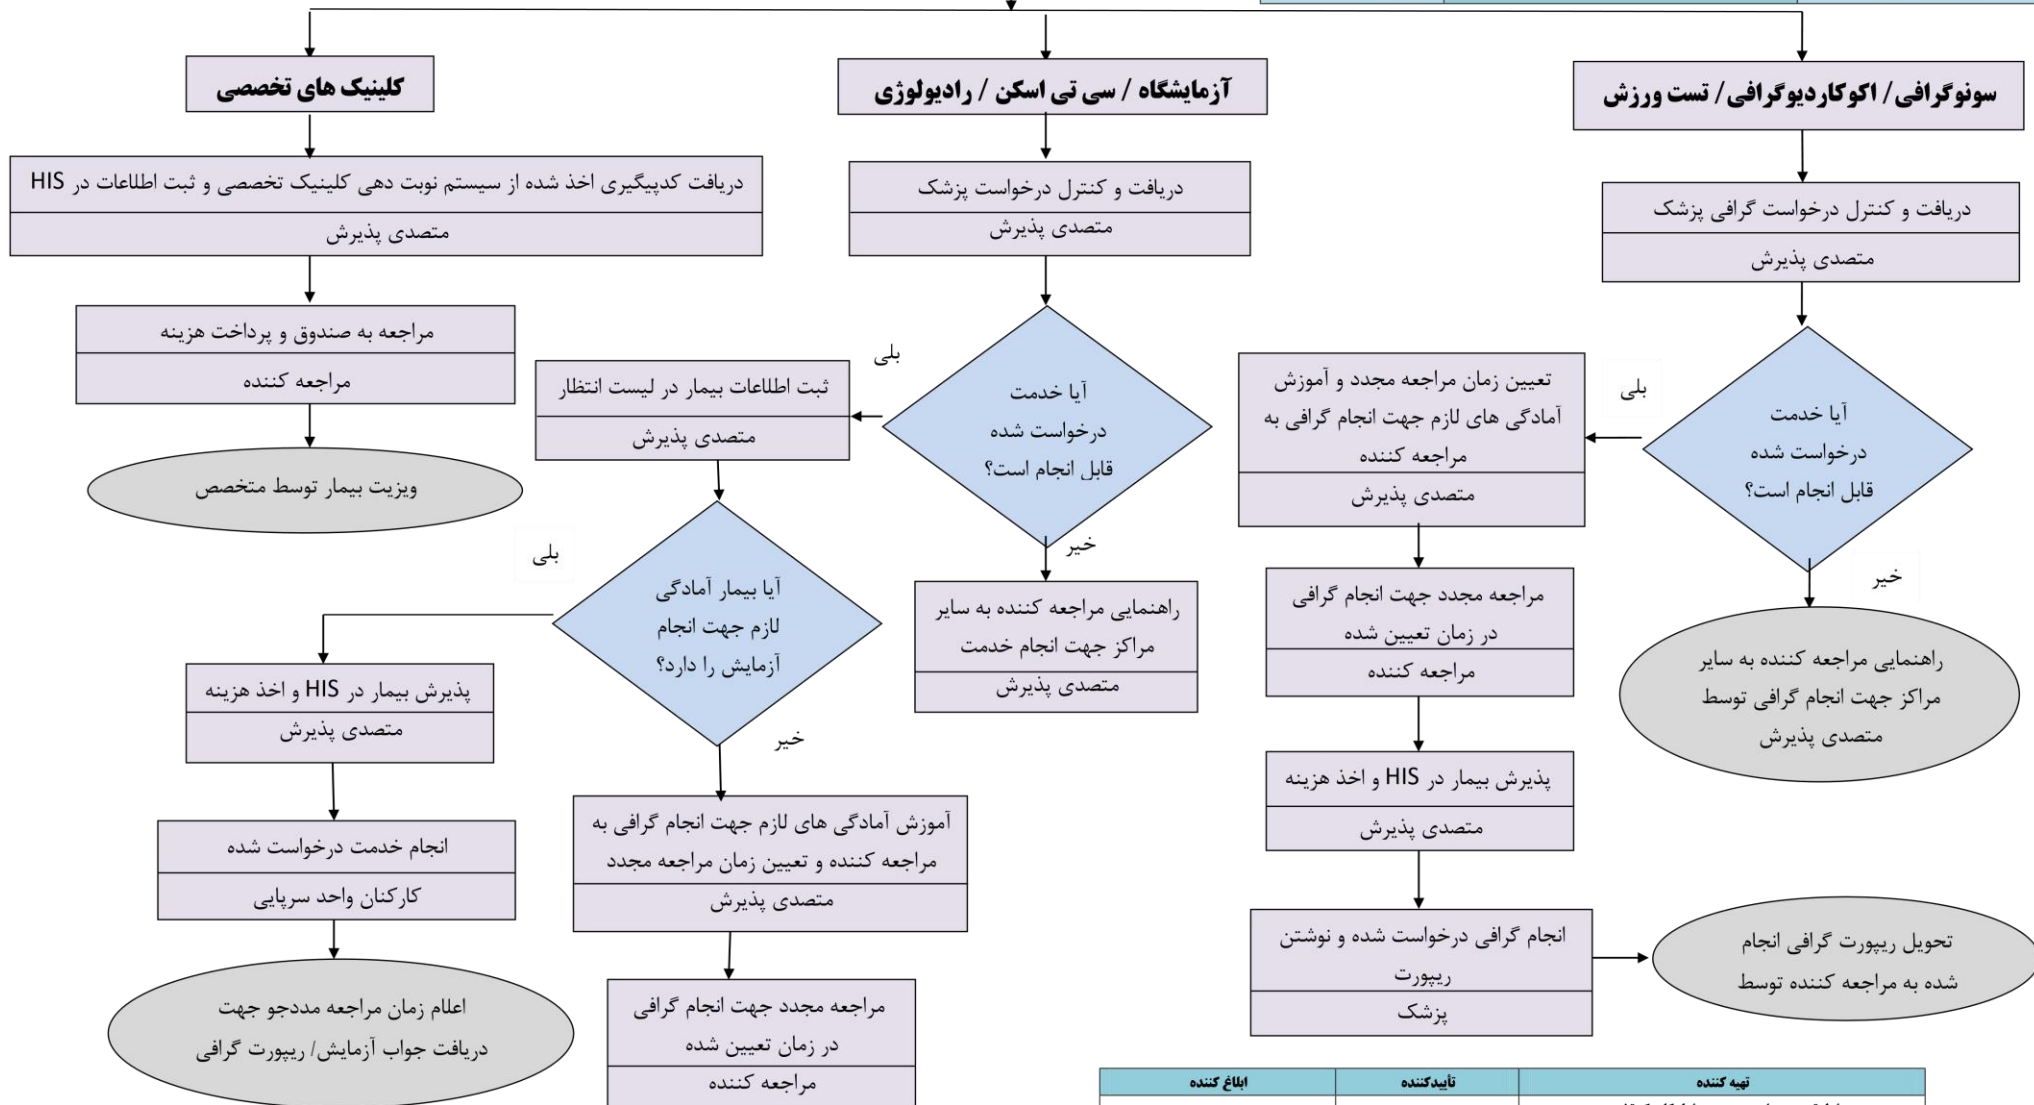 سونوگرافی/ اکوکاردیوگرافی/ تست ورزش
دریافت و کنترل درخواست گرافی پزشک
متصدی پذیرش
آیا خدمت
درخواست شده
قابل انجام است؟
بلی
خیر
تعیین زمان مراجعه مجدد و آموزش
آمادگی های لازم جهت انجام گرافی به
مراجعه کننده
متصدی پذیرش
مراجعه مجدد جهت انجام گرافی
در زمان تعیین شده
مراجعه کننده
پذیرش بیمار در HIS و اخذ هزینه
متصدی پذیرش
انجام گرافی درخواست شده و نوشتن
ریپورت
پزشک
تحویل ریپورت گرافی انجام
شده به مراجعه کننده توسط
راهنمایی مراجعه کننده به سایر
مراکز جهت انجام گرافی توسط
متصدی پذیرش
آزمایشگاه / سی تی اسکن / رادیولوژی
دریافت و کنترل درخواست پزشک
متصدی پذیرش
آیا خدمت
درخواست شده
قابل انجام است؟
بلی
خیر
راهنمایی مراجعه کننده به سایر
مراکز جهت انجام خدمت
متصدی پذیرش
ثبت اطلاعات بیمار در لیست انتظار
متصدی پذیرش
آیا بیمار آمادگی
لازم جهت انجام
آزمایش را دارد؟
بلی
خیر
آموزش آمادگی های لازم جهت انجام گرافی به
مراجعه کننده و تعیین زمان مراجعه مجدد
متصدی پذیرش
مراجعه مجدد جهت انجام گرافی
در زمان تعیین شده
مراجعه کننده
پذیرش بیمار در HIS و اخذ هزینه
متصدی پذیرش
انجام خدمت درخواست شده
کارکنان واحد سرپایی
اعلام زمان مراجعه مددجو جهت
دریافت جواب آزمایش/ ریپورت گرافی
کلینیک های تخصصی
دریافت کدپیگیری اخذ شده از سیستم نوبت دهی کلینیک تخصصی و ثبت اطلاعات در HIS
متصدی پذیرش
مراجعه به صندوق و پرداخت هزینه
مراجعه کننده
ویزیت بیمار توسط متخصص
تهیه کننده
تأییدکننده
ابلاغ کننده